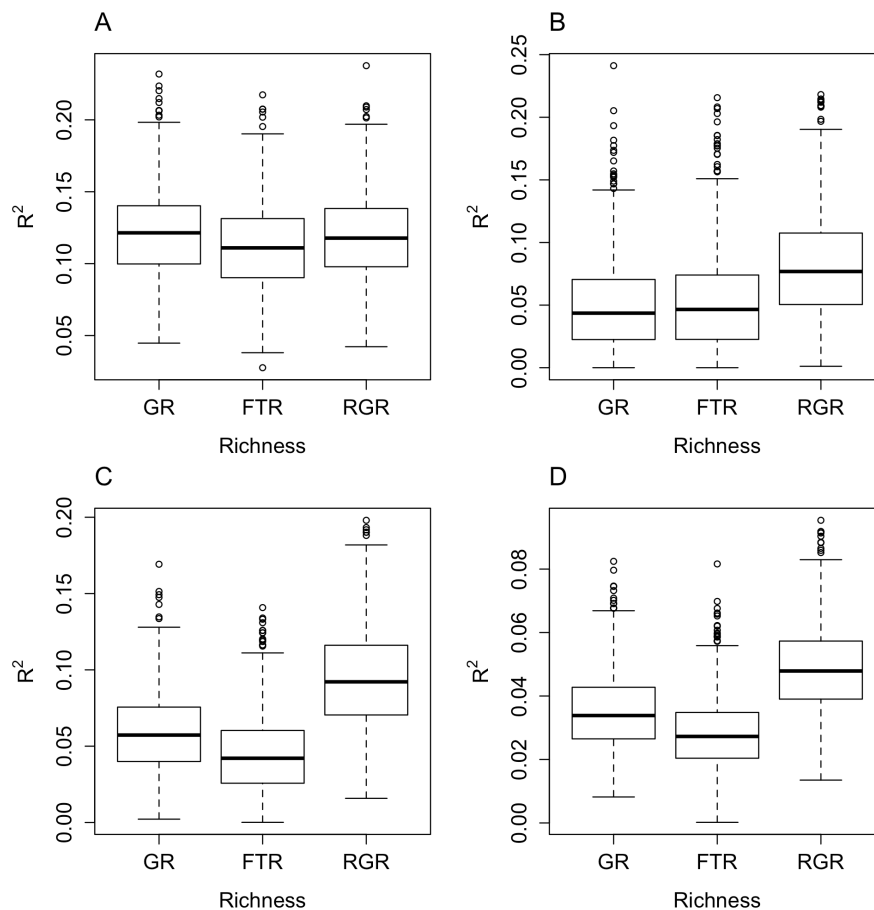 A
R²
0.05
0.10
0.15
0.20
GR
FTR
RGR
Richness
B
R²
0.00
0.05
0.10
0.15
0.20
0.25
GR
FTR
RGR
Richness
C
R²
0.00
0.05
0.10
0.15
0.20
GR
FTR
RGR
Richness
D
R²
0.00
0.02
0.04
0.06
0.08
GR
FTR
RGR
Richness